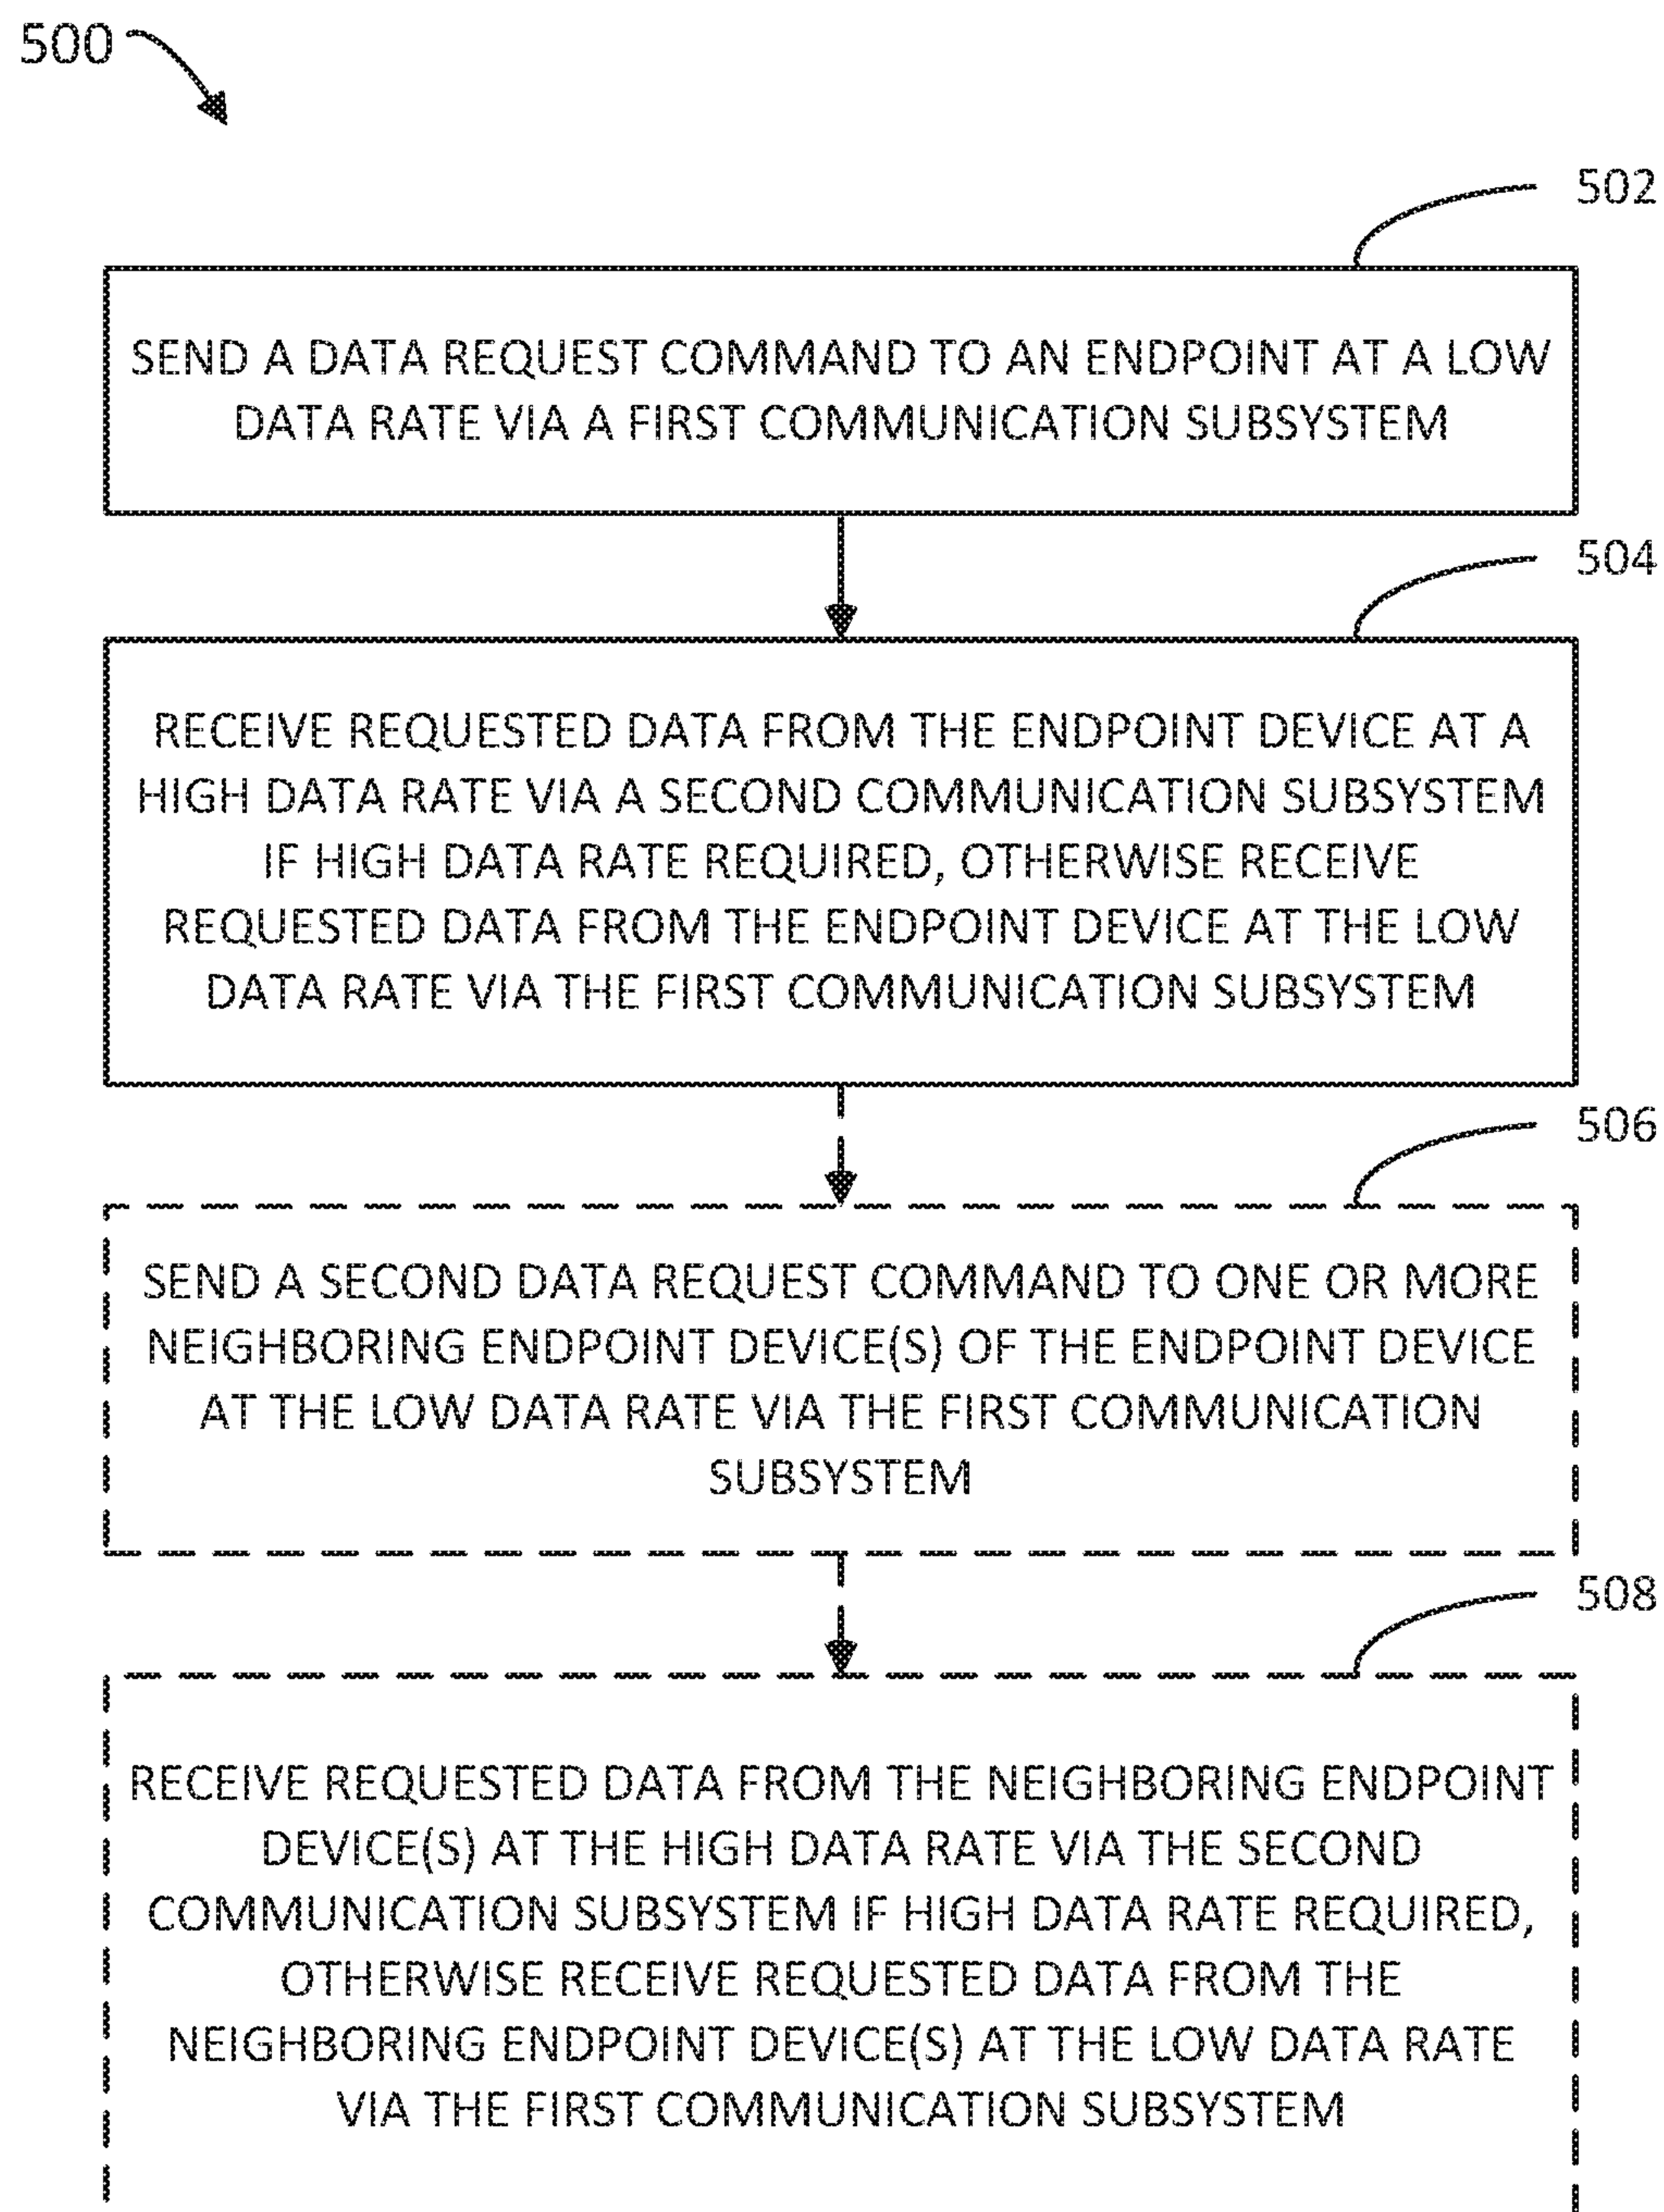 500
502
SEND A DATA REQUEST COMMAND TO AN ENDPOINT AT A LOW
DATA RATE VIA A FIRST COMMUNICATION SUBSYSTEM
504
RECEIVE REQUESTED DATA FROM THE ENDPOINT DEVICE AT A
HIGH DATA RATE VIA A SECOND COMMUNICATION SUBSYSTEM
IF HIGH DATA RATE REQUIRED, OTHERWISE RECEIVE
REQUESTED DATA FROM THE ENDPOINT DEVICE AT THE LOW
DATA RATE VIA THE FIRST COMMUNICATION SUBSYSTEM
506
SEND A SECOND DATA REQUEST COMMAND TO ONE OR MORE
NEIGHBORING ENDPOINT DEVICE(S) OF THE ENDPOINT DEVICE
AT THE LOW DATA RATE VIA THE FIRST COMMUNICATION
SUBSYSTEM
508
RECEIVE REQUESTED DATA FROM THE NEIGHBORING ENDPOINT
DEVICE(S) AT THE HIGH DATA RATE VIA THE SECOND
COMMUNICATION SUBSYSTEM IF HIGH DATA RATE REQUIRED,
OTHERWISE RECEIVE REQUESTED DATA FROM THE
NEIGHBORING ENDPOINT DEVICE(S) AT THE LOW DATA RATE
VIA THE FIRST COMMUNICATION SUBSYSTEM